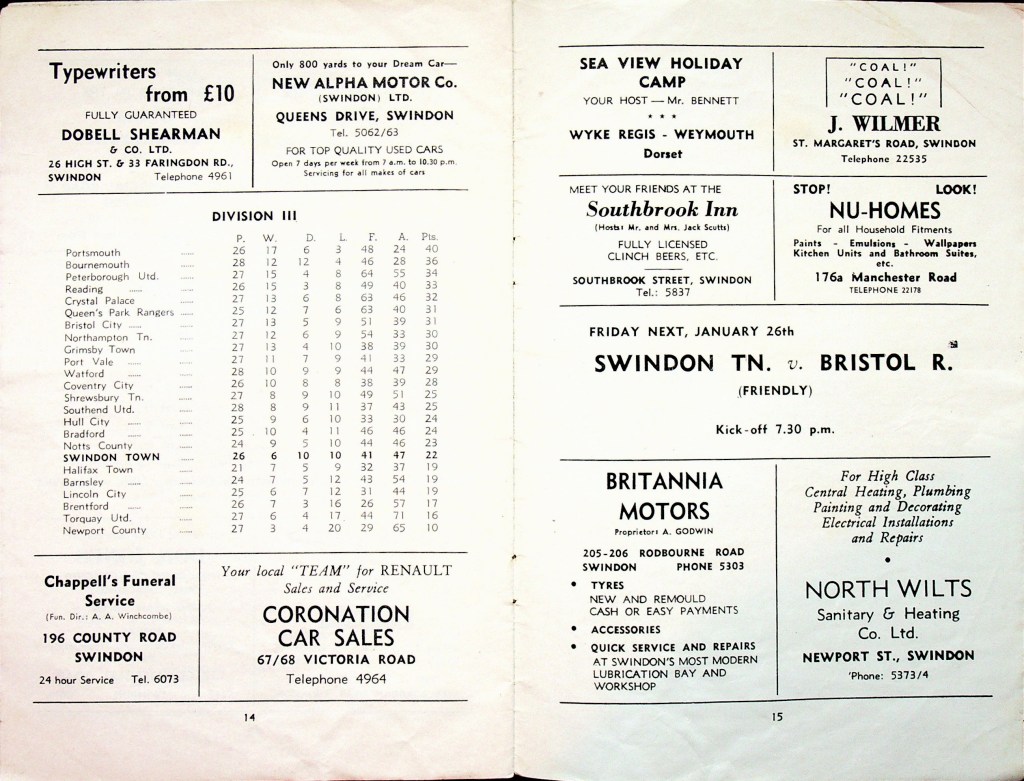 Typewriters
from £10
FULLY GUARANTEED
DOBELL SHEARMAN
& CO. LTD.
26 HIGH ST. & 33 FARINGDON RD.,
SWINDON Telephone 4961
Only 800 yards to your Dream Car—
NEW ALPHA MOTOR Co.
(SWINDON) LTD.
QUEENS DRIVE, SWINDON
Tel. 5062/63
FOR TOP QUALITY USED CARS
Open 7 days per week from 7 a.m. to 10.30 p.m.
Servicing for all makes of cars
DIVISION III
P. W. D. L. F. A. Pts.
Portsmouth ...... 26 17 6 3 48 24 40
Bournemouth ...... 28 12 12 4 46 28 36
Peterborough Utd. ...... 27 15 4 8 64 55 34
Reading ...... ...... 26 15 3 8 49 40 33
Crystal Palace ...... 27 13 6 8 63 46 32
Queen's Park Rangers ...... 25 12 7 6 63 40 31
Bristol City ...... ...... 27 13 5 9 51 39 31
Northampton Tn. ...... 27 12 6 9 54 33 30
Grimsby Town ...... 27 13 4 10 38 39 30
Port Vale ...... ...... 27 11 7 9 41 33 29
Watford ...... ...... 28 10 9 9 44 47 29
Coventry City ...... 26 10 8 8 38 39 28
Shrewsbury Tn. ...... 27 8 9 10 49 51 25
Southend Utd. ...... 28 8 9 11 37 43 25
Hull City ...... ...... 25 9 6 10 33 30 24
Bradford ...... ...... 25 10 4 11 46 46 24
Notts County ...... 24 9 5 10 44 46 23
SWINDON TOWN ...... 26 6 10 10 41 47 22
Halifax Town ...... 21 7 5 9 32 37 19
Barnsley ...... ...... 24 7 5 12 43 54 19
Lincoln City ...... 25 6 7 12 31 44 19
Brentford ...... ...... 26 7 3 16 26 57 17
Torquay Utd. ...... 27 6 4 17 44 71 16
Newport County ...... 27 3 4 20 29 65 10
Chappell's Funeral
Service
(Fun. Dir.: A. A. Winchcombe)
196 COUNTY ROAD
SWINDON
24 hour Service Tel. 6073
Your local "TEAM" for RENAULT
Sales and Service
CORONATION
CAR SALES
67/68 VICTORIA ROAD
Telephone 4964
14
SEA VIEW HOLIDAY
CAMP
YOUR HOST — Mr. BENNETT
* * *
WYKE REGIS - WEYMOUTH
Dorset
"COAL!"
"COAL!"
"COAL!"
J. WILMER
ST. MARGARET'S ROAD, SWINDON
Telephone 22535
MEET YOUR FRIENDS AT THE
Southbrook Inn
(Hosts: Mr. and Mrs. Jack Scutts)
FULLY LICENSED
CLINCH BEERS, ETC.
SOUTHBROOK STREET, SWINDON
Tel.: 5837
STOP! LOOK!
NU-HOMES
For all Household Fitments
Paints - Emulsions - Wallpapers
Kitchen Units and Bathroom Suites,
etc.
176a Manchester Road
TELEPHONE 22178
FRIDAY NEXT, JANUARY 26th
SWINDON TN. v. BRISTOL R.
(FRIENDLY)
Kick-off 7.30 p.m.
BRITANNIA
MOTORS
Proprietor: A. GODWIN
205-206 RODBOURNE ROAD
SWINDON PHONE 5303
• TYRES
NEW AND REMOULD
CASH OR EASY PAYMENTS
• ACCESSORIES
• QUICK SERVICE AND REPAIRS
AT SWINDON'S MOST MODERN
LUBRICATION BAY AND
WORKSHOP
For High Class
Central Heating, Plumbing
Painting and Decorating
Electrical Installations
and Repairs
•
NORTH WILTS
Sanitary & Heating
Co. Ltd.
NEWPORT ST., SWINDON
'Phone: 5373/4
15